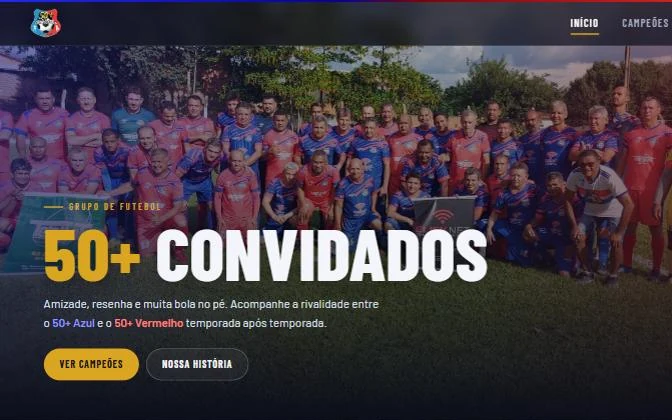 INÍCIO
CAMPEÕES
GRUPO DE FUTEBOL
50+ CONVIDADOS
Amizade, resenha e muita bola no pé. Acompanhe a rivalidade entre
o 50+ Azul e o 50+ Vermelho temporada após temporada.
VER CAMPEÕES
NOSSA HISTÓRIA